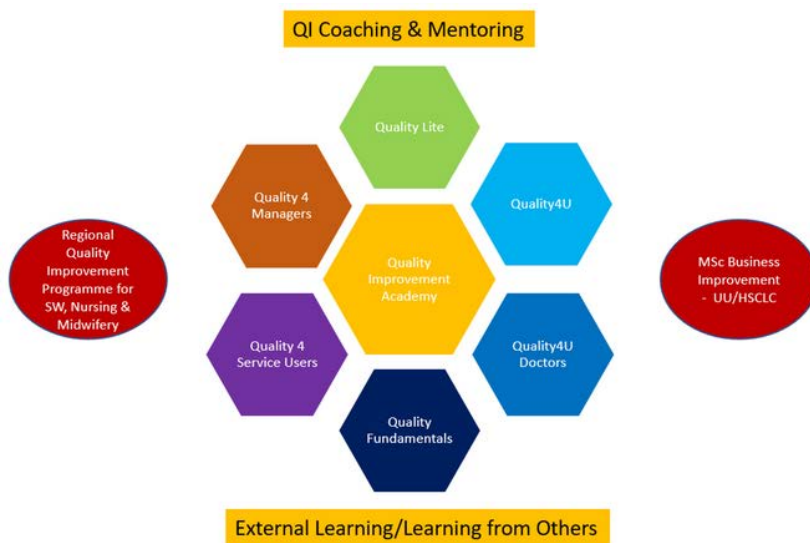 QI Coaching & Mentoring
Quality Lite
Quality 4
Managers
Quality4U
Regional
Quality
Improvement
Programme for
SW, Nursing &
Midwifery
Quality
Improvement
Academy
MSc Business
Improvement
- UU/HSCLC
Quality 4
Service Users
Quality4U
Doctors
Quality
Fundamentals
External Learning/Learning from Others